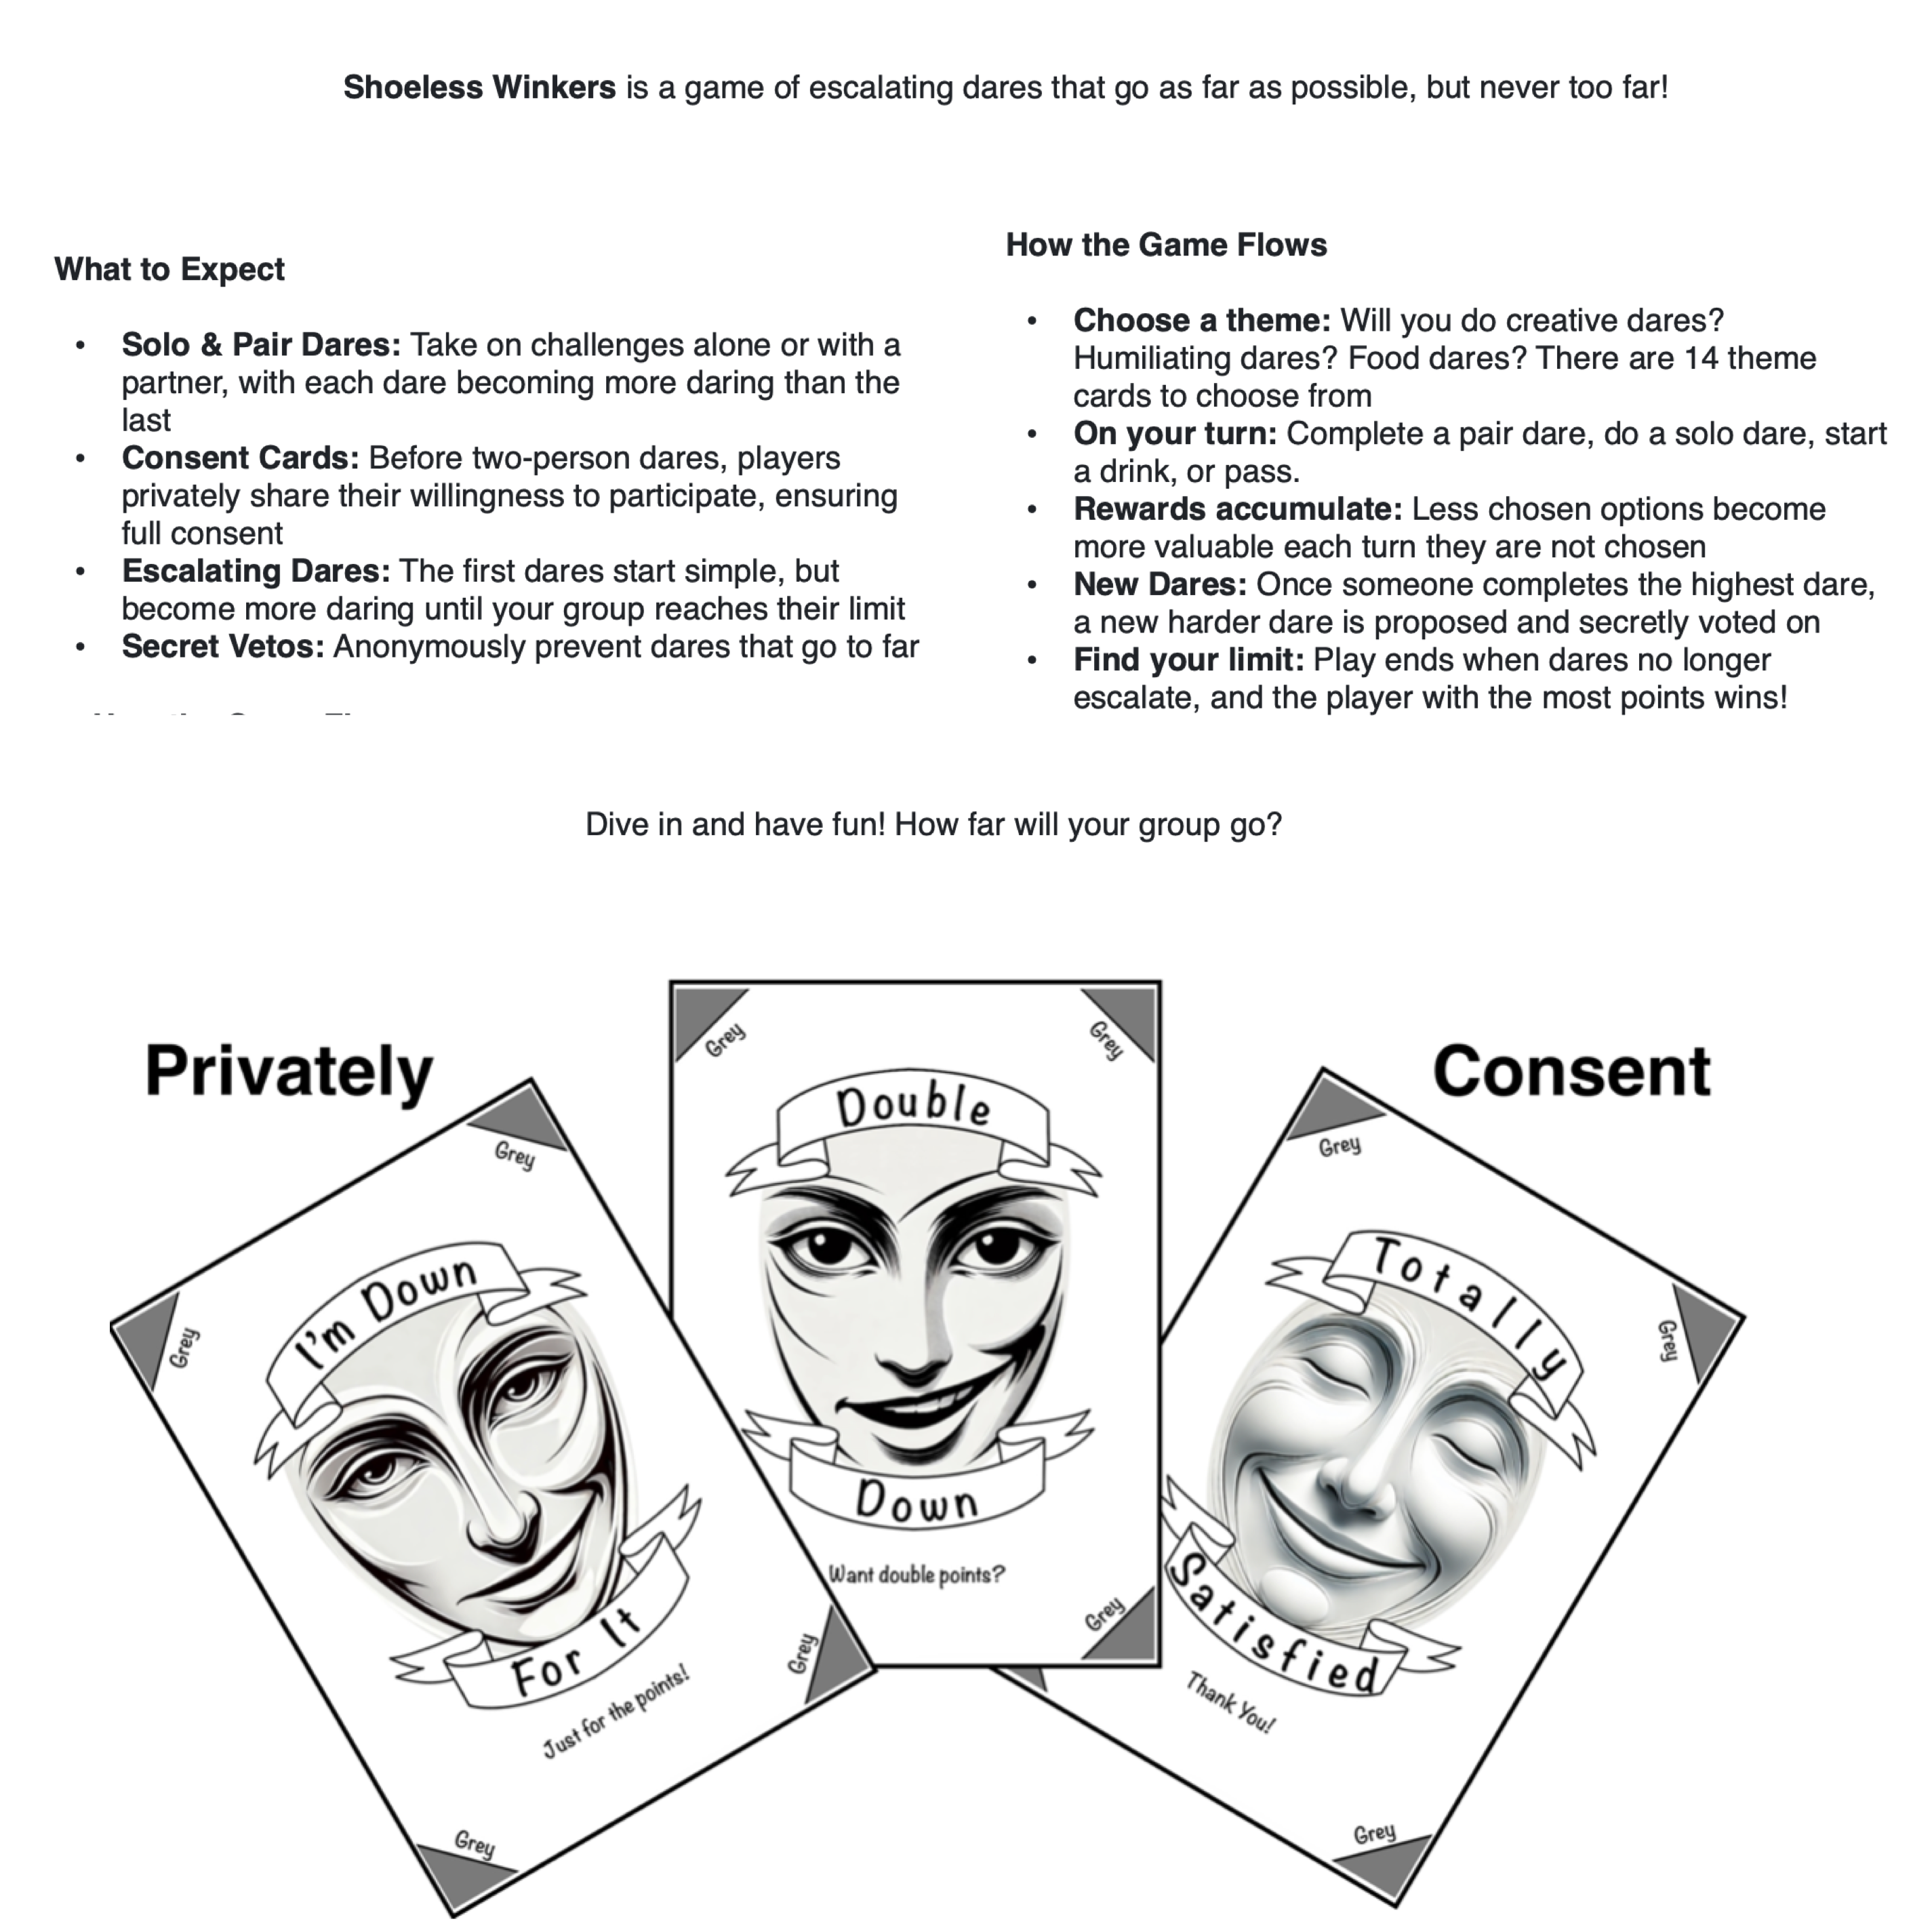 Shoeless Winkers is a game of escalating dares that go as far as possible, but never too far!
What to Expect
• Solo & Pair Dares: Take on challenges alone or with a
partner, with each dare becoming more daring than the
last
• Consent Cards: Before two-person dares, players
privately share their willingness to participate, ensuring
full consent
• Escalating Dares: The first dares start simple, but
become more daring until your group reaches their limit
• Secret Vetos: Anonymously prevent dares that go to far
How the Game Flows
• Choose a theme: Will you do creative dares?
Humiliating dares? Food dares? There are 14 theme
cards to choose from
• On your turn: Complete a pair dare, do a solo dare, start
a drink, or pass.
• Rewards accumulate: Less chosen options become
more valuable each turn they are not chosen
• New Dares: Once someone completes the highest dare,
a new harder dare is proposed and secretly voted on
• Find your limit: Play ends when dares no longer
escalate, and the player with the most points wins!
Dive in and have fun! How far will your group go?
Privately
Consent
Grey
Grey
I'm Down
For It
Just for the points!
Grey
Grey
Grey
Grey
Double
Down
Want double points?
Grey
Grey
Grey
Totally
Satisfied
Thank You!
Grey